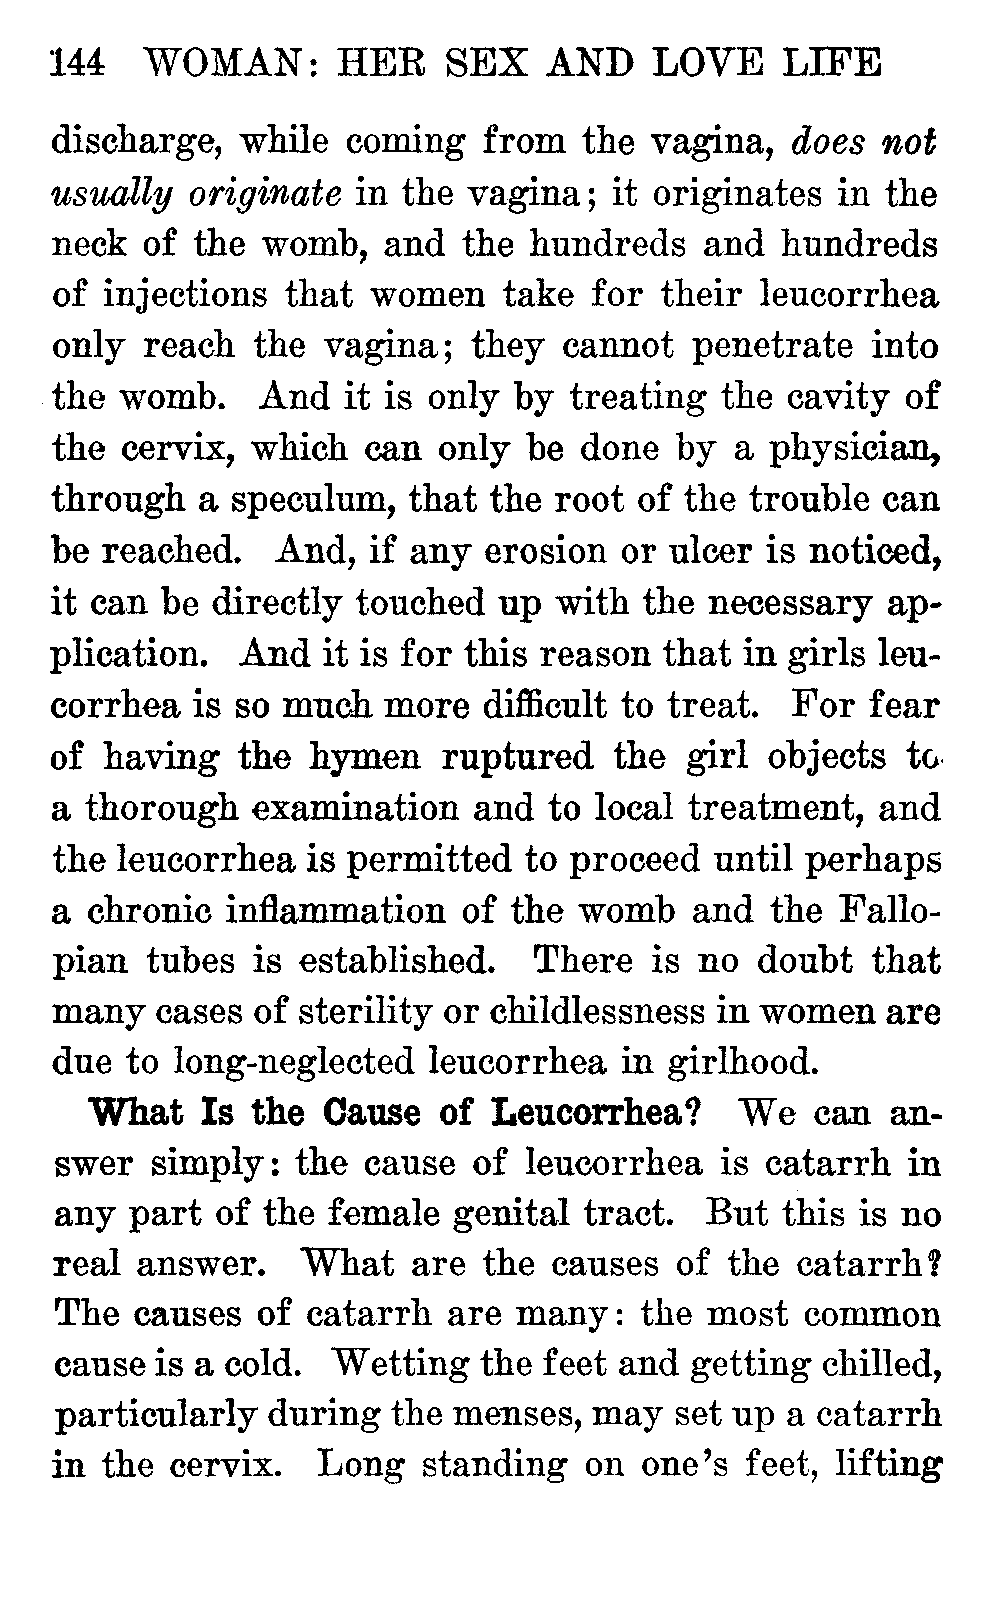 144 WOMAN: HER SEX AND LOVE LIFE
discharge, while coming from the vagina, does not
usually originate in the vagina; it originates in the
neck of the womb, and the hundreds and hundreds
of injections that women take for their leucorrhea
only reach the vagina; they cannot penetrate into
the womb. And it is only by treating the cavity of
the cervix, which can only be done by a physician,
through a speculum, that the root of the trouble can
be reached. And, if any erosion or ulcer is noticed,
it can be directly touched up with the necessary ap-
plication. And it is for this reason that in girls leu-
corrhea is so much more difficult to treat. For fear
of having the hymen ruptured the girl objects to
a thorough examination and to local treatment, and
the leucorrhea is permitted to proceed until perhaps
a chronic inflammation of the womb and the Fallo-
pian tubes is established. There is no doubt that
many cases of sterility or childlessness in women are
due to long-neglected leucorrhea in girlhood.
What Is the Cause of Leucorrhea? We can an-
swer simply: the cause of leucorrhea is catarrh in
any part of the female genital tract. But this is no
real answer. What are the causes of the catarrh?
The causes of catarrh are many: the most common
cause is a cold. Wetting the feet and getting chilled,
particularly during the menses, may set up a catarrh
in the cervix. Long standing on one's feet, lifting